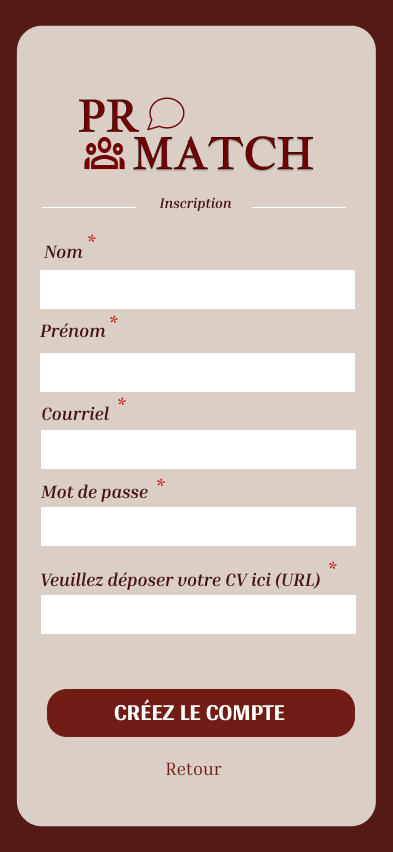 PR
MATCH
Inscription
Nom *
Prénom *
Courriel *
Mot de passe *
Veuillez déposer votre CV ici (URL) *
CRÉEZ LE COMPTE
Retour